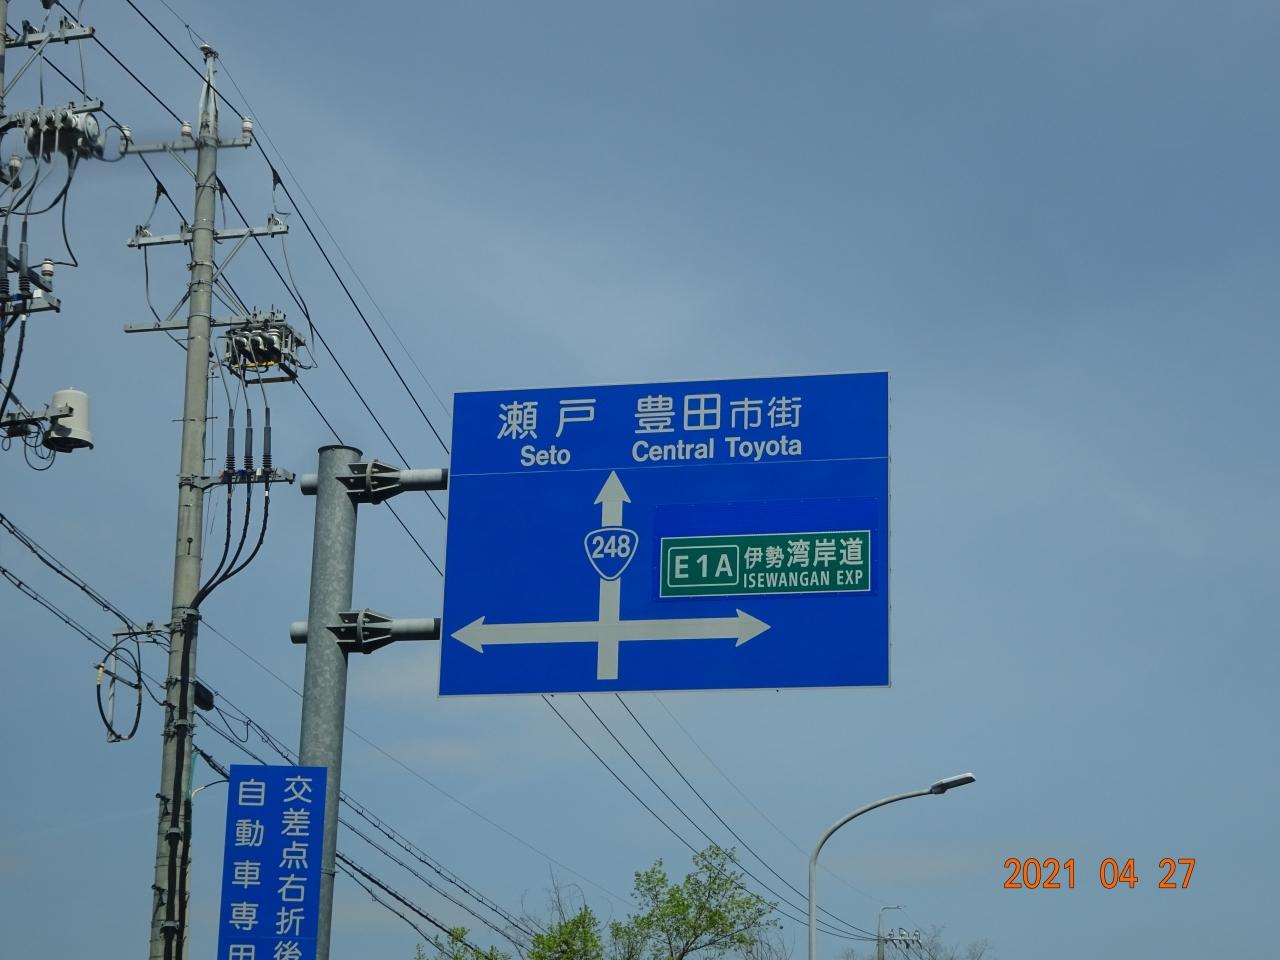 瀬戸 豊田市街
Seto Central Toyota
248
E1A 伊勢湾岸道
ISEWANGAN EXP
交差点右折後
自動車専用
2021 04 27